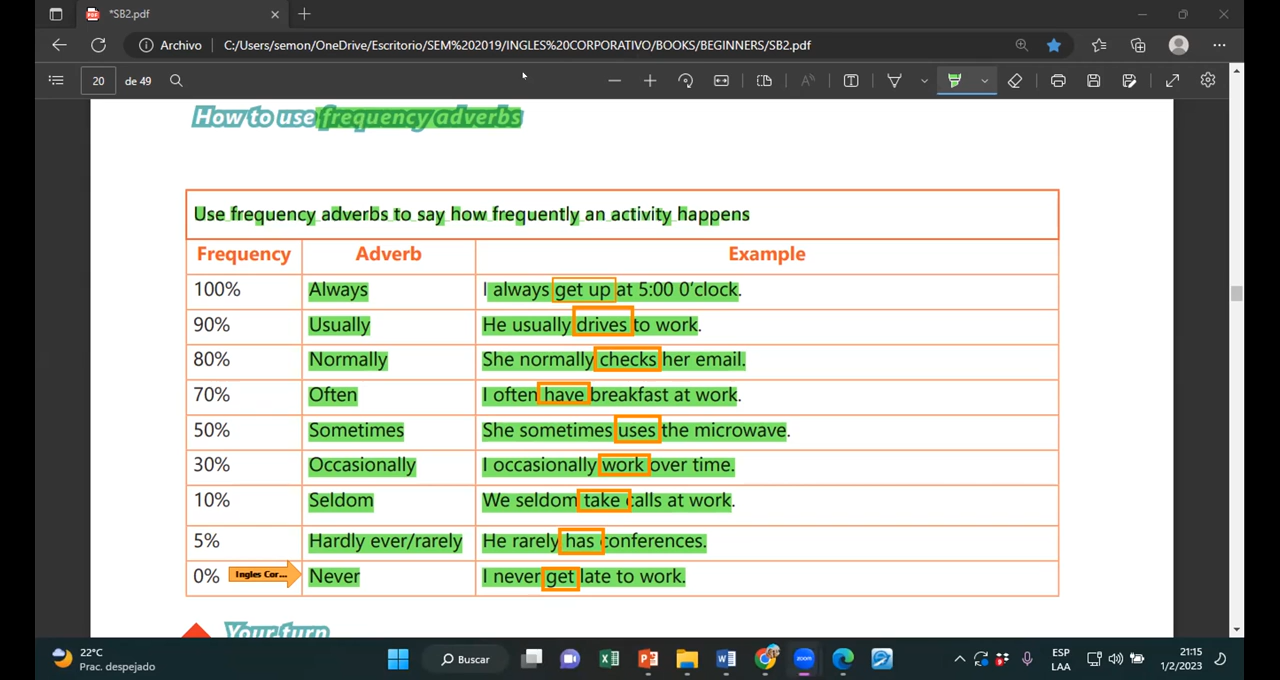 *SB2.pdf
Archivo C:/Users/semon/OneDrive/Escritorio/SEM%202019/INGLES%20CORPORATIVO/BOOKS/BEGINNERS/SB2.pdf
20 de 49
How to use frequency adverbs
Use frequency adverbs to say how frequently an activity happens
Frequency Adverb Example
100% Always I always get up at 5:00 0’clock.
90% Usually He usually drives to work.
80% Normally She normally checks her email.
70% Often I often have breakfast at work.
50% Sometimes She sometimes uses the microwave.
30% Occasionally I occasionally work over time.
10% Seldom We seldom take calls at work.
5% Hardly ever/rarely He rarely has conferences.
0% Ingles Cor... Never I never get late to work.
Your turn
22°C
Prac. despejado
Buscar
zoom
ESP
LAA
21:15
1/2/2023